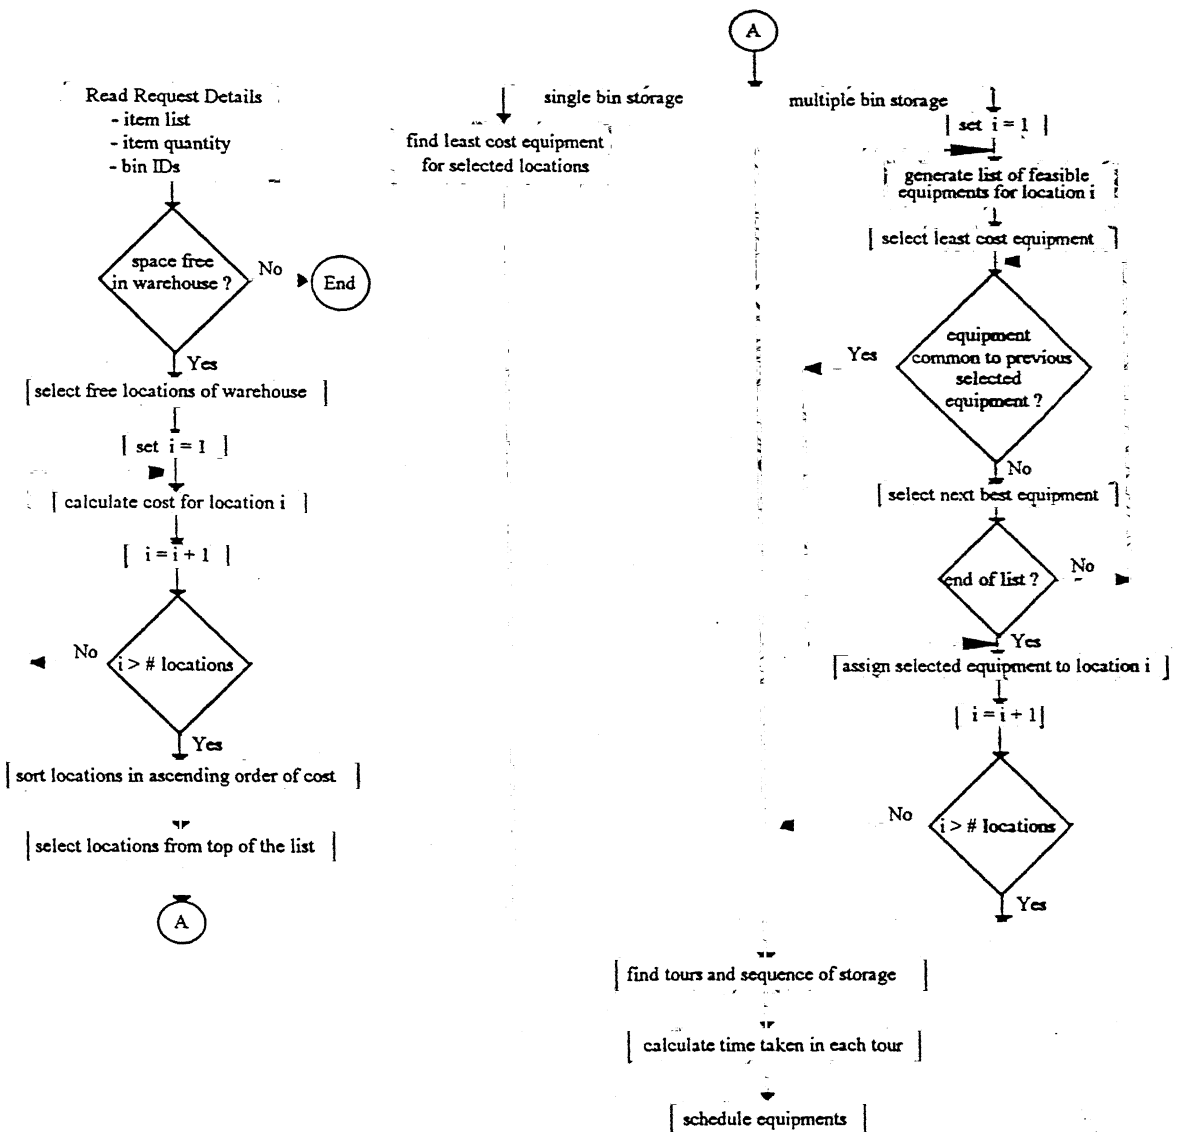 Read Request Details
- item list
- item quantity
- bin IDs
space free
in warehouse ?
No
End
Yes
select free locations of warehouse
set i = 1
calculate cost for location i
i = i + 1
No
i > # locations
Yes
sort locations in ascending order of cost
select locations from top of the list
A
A
single bin storage
multiple bin storage
find least cost equipment
for selected locations
set i = 1
generate list of feasible
equipments for location i
select least cost equipment
equipment
common to previous
selected
equipment ?
Yes
No
select next best equipment
end of list ?
No
Yes
assign selected equipment to location i
i = i + 1
No
i > # locations
Yes
find tours and sequence of storage
calculate time taken in each tour
schedule equipments